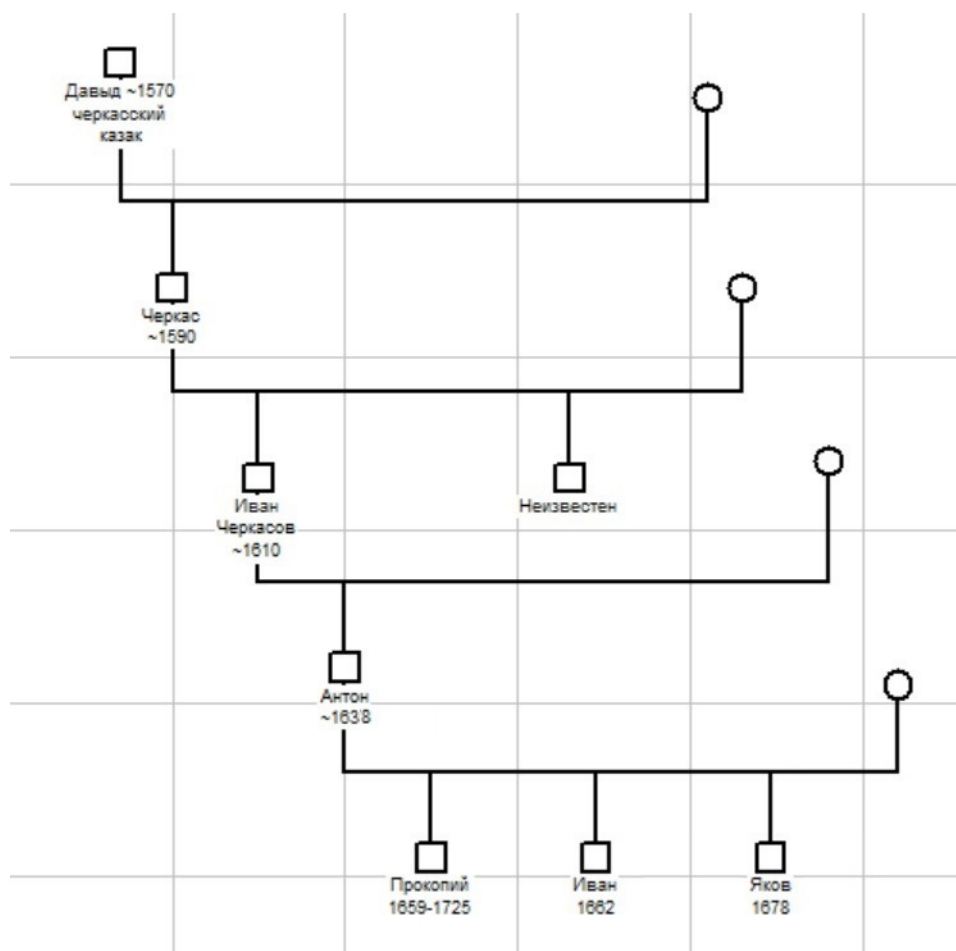 Давыд ~1570
черкасский
казак
Черкас
~1590
Иван
Черкасов
~1610
Неизвестен
Антон
~1638
Прокопий
1659-1725
Иван
1662
Яков
1678